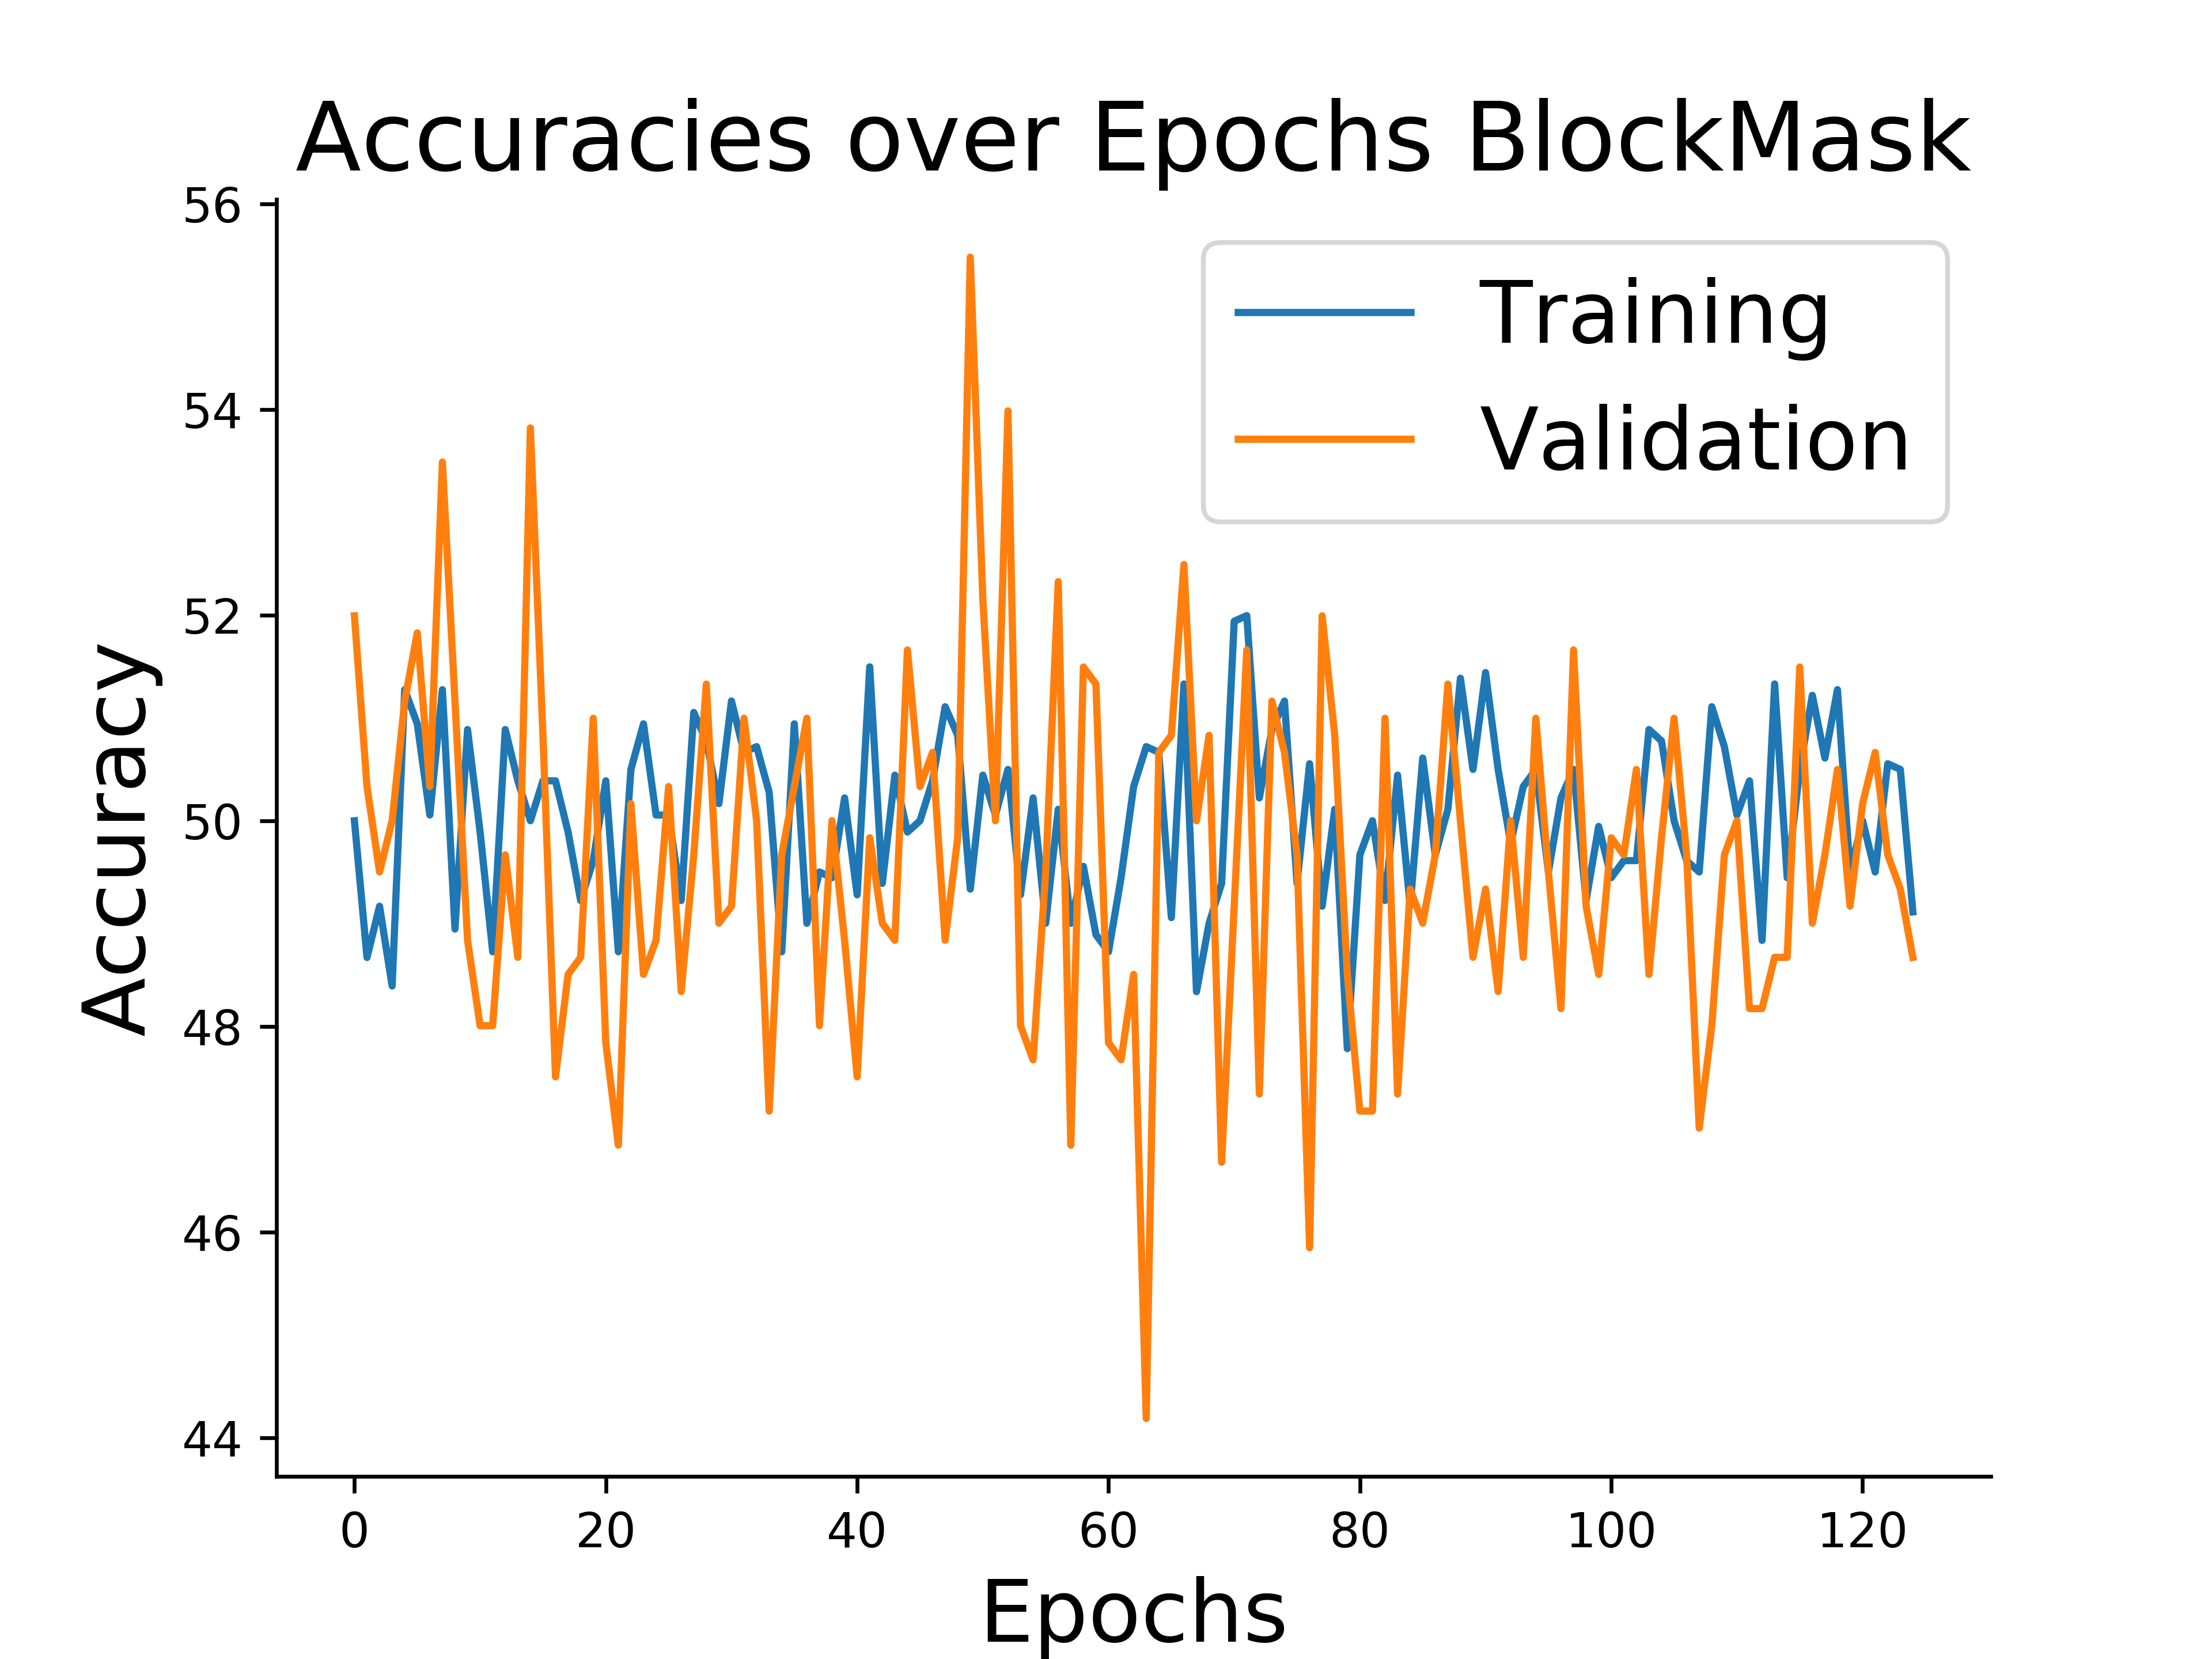 Accuracies over Epochs BlockMask
56
54
52
50
48
46
44
Accuracy
Training
Validation
0 20 40 60 80 100 120
Epochs